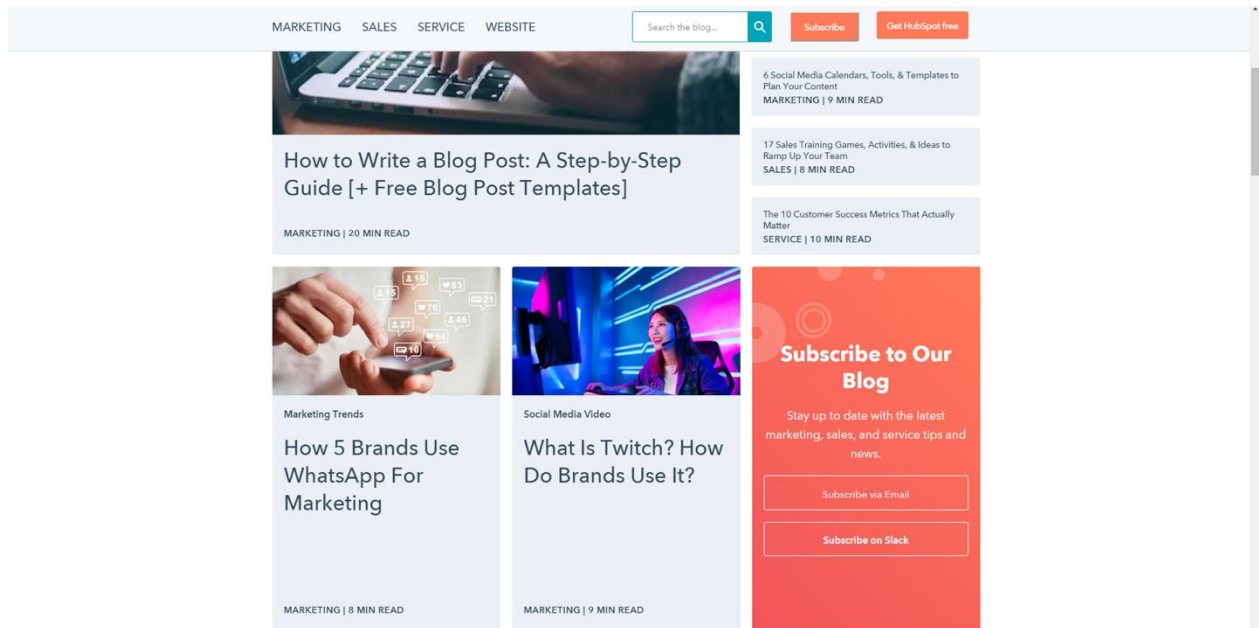 MARKETING SALES SERVICE WEBSITE
Search the blog...
Subscribe
Get HubSpot free
How to Write a Blog Post: A Step-by-Step
Guide [+ Free Blog Post Templates]
MARKETING | 20 MIN READ
6 Social Media Calendars, Tools, & Templates to
Plan Your Content
MARKETING | 9 MIN READ
17 Sales Training Games, Activities, & Ideas to
Ramp Up Your Team
SALES | 8 MIN READ
The 10 Customer Success Metrics That Actually
Matter
SERVICE | 10 MIN READ
16
15
83
21
70
27
46
94
10
Marketing Trends
How 5 Brands Use
WhatsApp For
Marketing
MARKETING | 8 MIN READ
Social Media Video
What Is Twitch? How
Do Brands Use It?
MARKETING | 9 MIN READ
Subscribe to Our
Blog
Stay up to date with the latest
marketing, sales, and service tips and
news.
Subscribe via Email
Subscribe on Slack